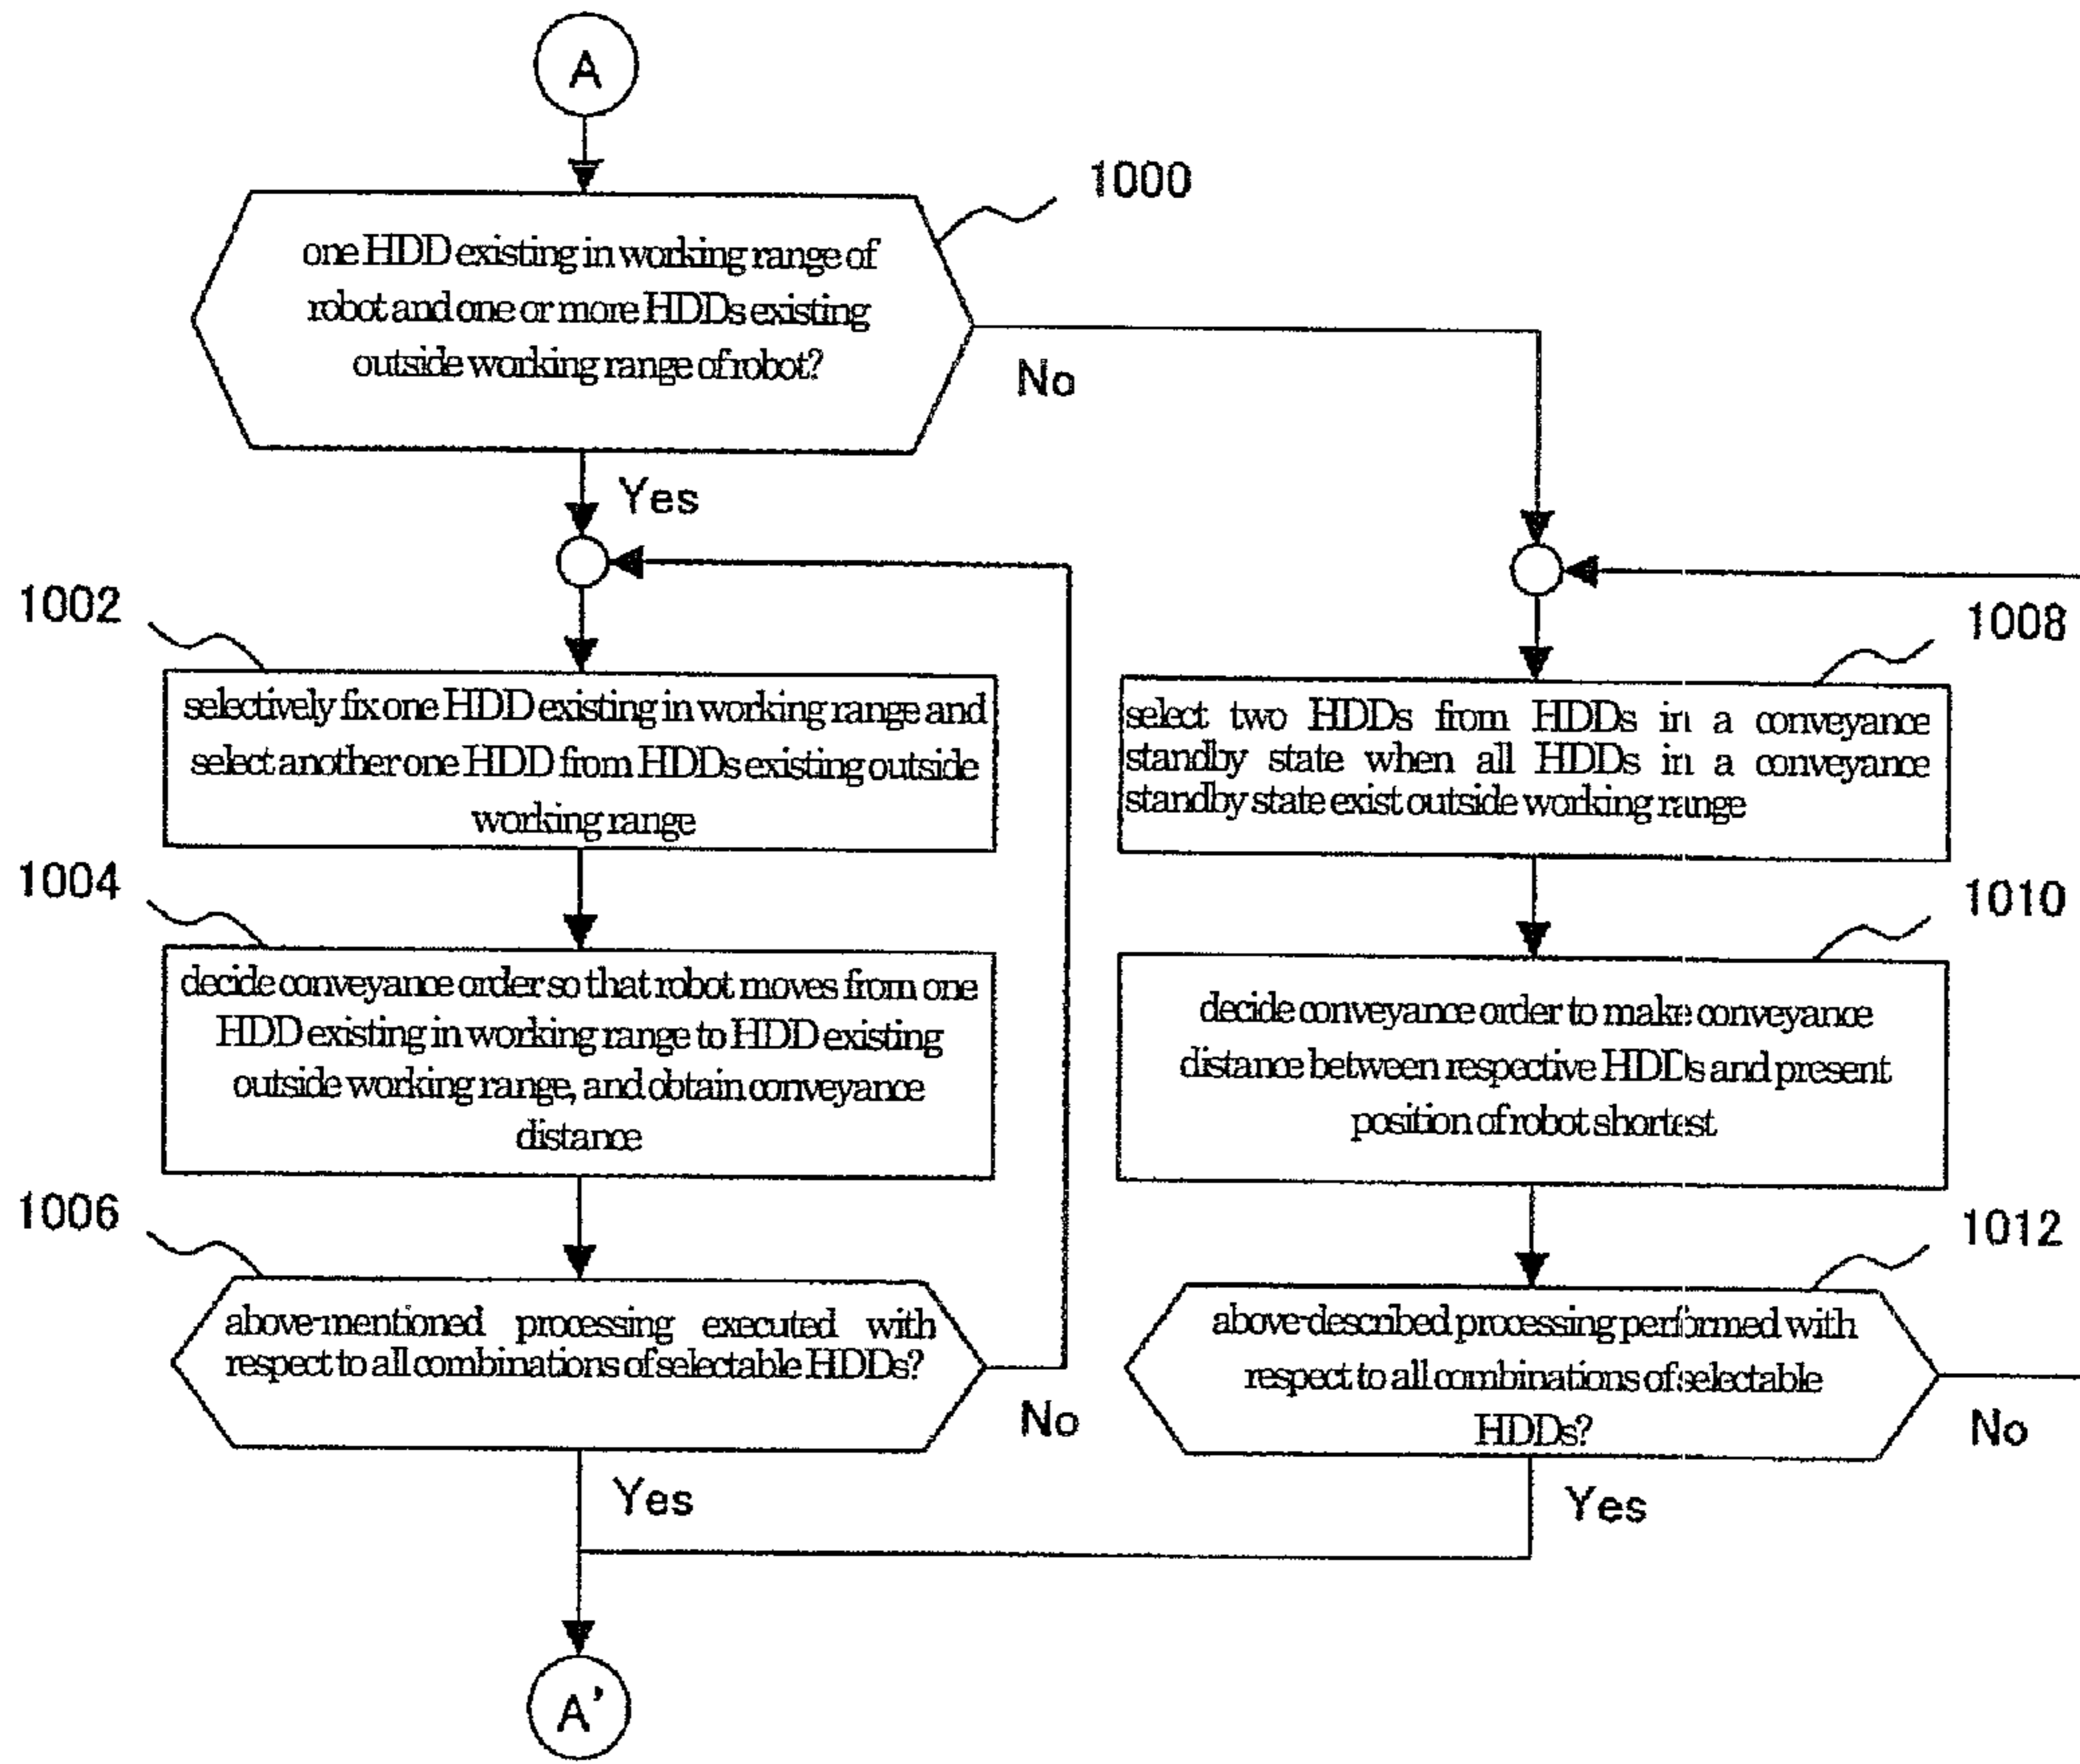 A
1000
one HDD existing in working range of
robot and one or more HDDs existing
outside working range of robot?
No
Yes
1002
selectively fix one HDD existing in working range and
select another one HDD from HDDs existing outside
working range
1004
decide conveyance order so that robot moves from one
HDD existing in working range to HDD existing
outside working range, and obtain conveyance
distance
1006
above-mentioned processing executed with
respect to all combinations of selectable HDDs?
No
Yes
1008
select two HDDs from HDDs in a conveyance
standby state when all HDDs in a conveyance
standby state exist outside working range
1010
decide conveyance order to make conveyance
distance between respective HDDs and present
position of robot shortest
1012
above-described processing performed with
respect to all combinations of selectable
HDDs?
No
Yes
A'